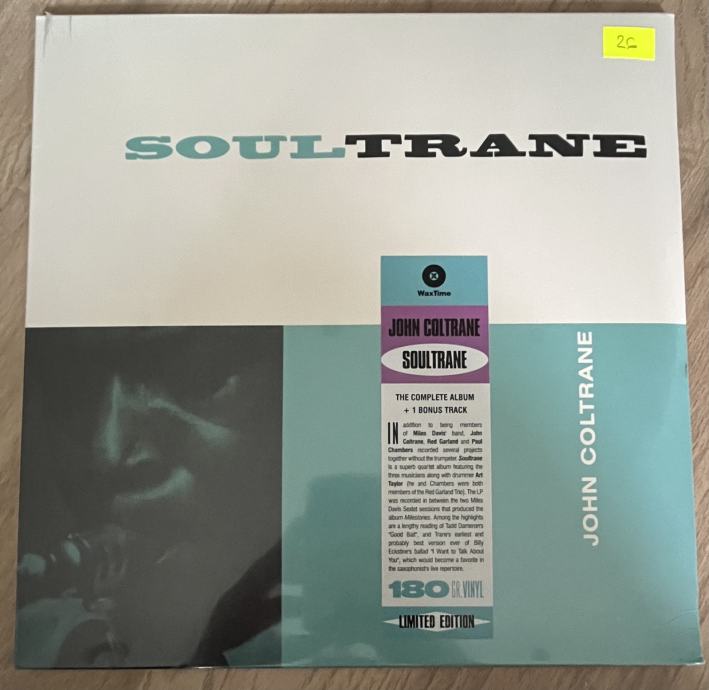 SOULTRANE
WaxTime
JOHN COLTRANE
SOULTRANE
THE COMPLETE ALBUM
+ 1 BONUS TRACK
IN addition to being members
of Miles Davis' band, John
Coltrane, Red Garland and Paul
Chambers recorded several projects
together without the trumpeter. Soultrane
is a superb quartet album featuring the
three musicians along with drummer Art
Taylor (he and Chambers were both
members of the Red Garland Trio). The LP
was recorded in between the two Miles
Davis Sextet sessions that produced the
album Milestones. Among the highlights
are a lengthy reading of Tadd Dameron's
"Good Bait", and Trane's earliest and
probably best version ever of Billy
Eckstine's ballad "I Want to Talk About
You", which would become a favorite in
the saxophonist's live repertoire.
180 GR. VINYL
LIMITED EDITION
JOHN COLTRANE